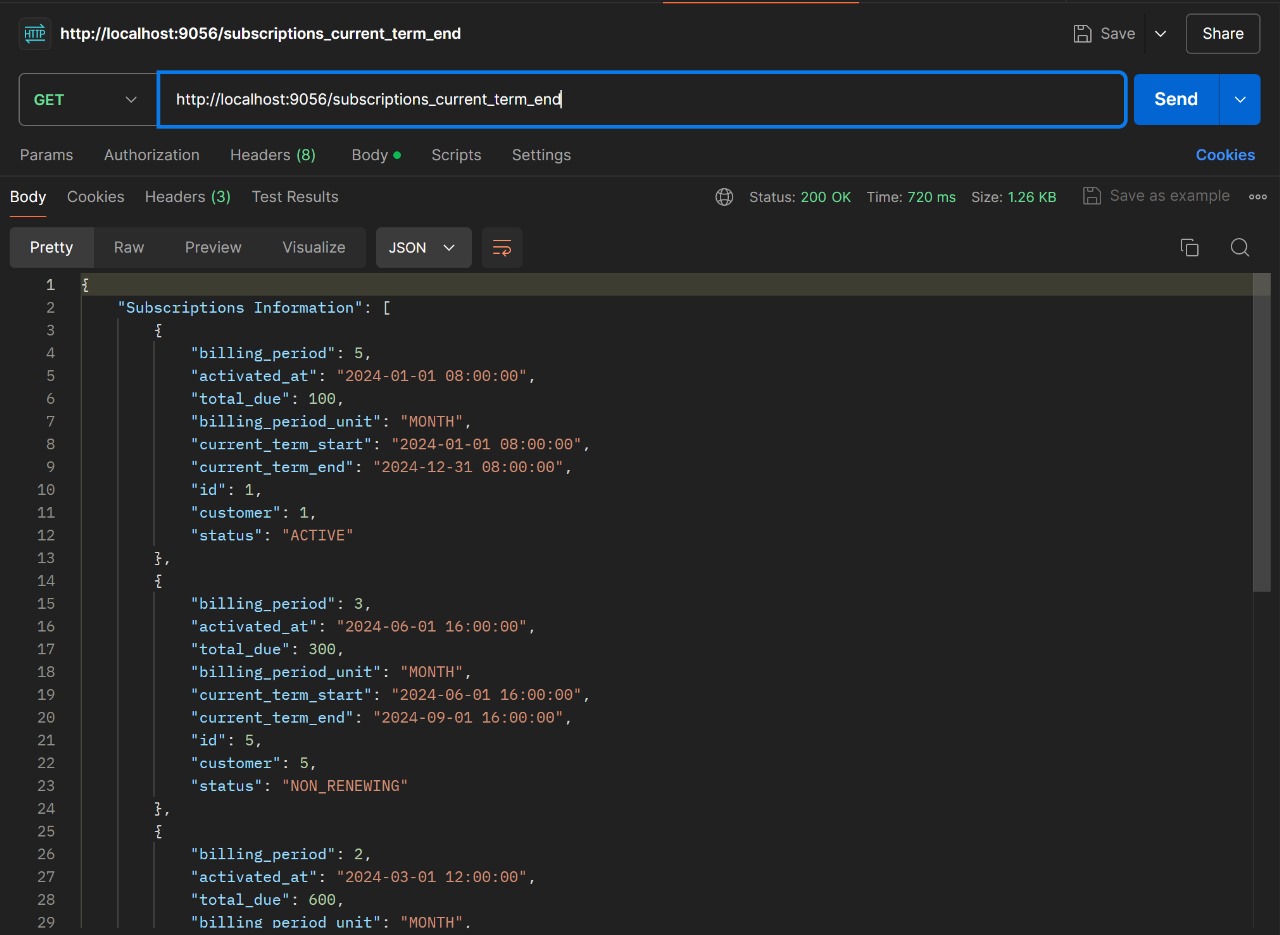 HTTP http://localhost:9056/subscriptions_current_term_end Save Share
GET http://localhost:9056/subscriptions_current_term_end Send
Params Authorization Headers (8) Body Scripts Settings Cookies
Body Cookies Headers (3) Test Results Status: 200 OK Time: 720 ms Size: 1.26 KB Save as example
Pretty Raw Preview Visualize JSON
1 {
2 "Subscriptions Information": [
3 {
4 "billing_period": 5,
5 "activated_at": "2024-01-01 08:00:00",
6 "total_due": 100,
7 "billing_period_unit": "MONTH",
8 "current_term_start": "2024-01-01 08:00:00",
9 "current_term_end": "2024-12-31 08:00:00",
10 "id": 1,
11 "customer": 1,
12 "status": "ACTIVE"
13 },
14 {
15 "billing_period": 3,
16 "activated_at": "2024-06-01 16:00:00",
17 "total_due": 300,
18 "billing_period_unit": "MONTH",
19 "current_term_start": "2024-06-01 16:00:00",
20 "current_term_end": "2024-09-01 16:00:00",
21 "id": 5,
22 "customer": 5,
23 "status": "NON_RENEWING"
24 },
25 {
26 "billing_period": 2,
27 "activated_at": "2024-03-01 12:00:00",
28 "total_due": 600,
29 "billing_period_unit": "MONTH",